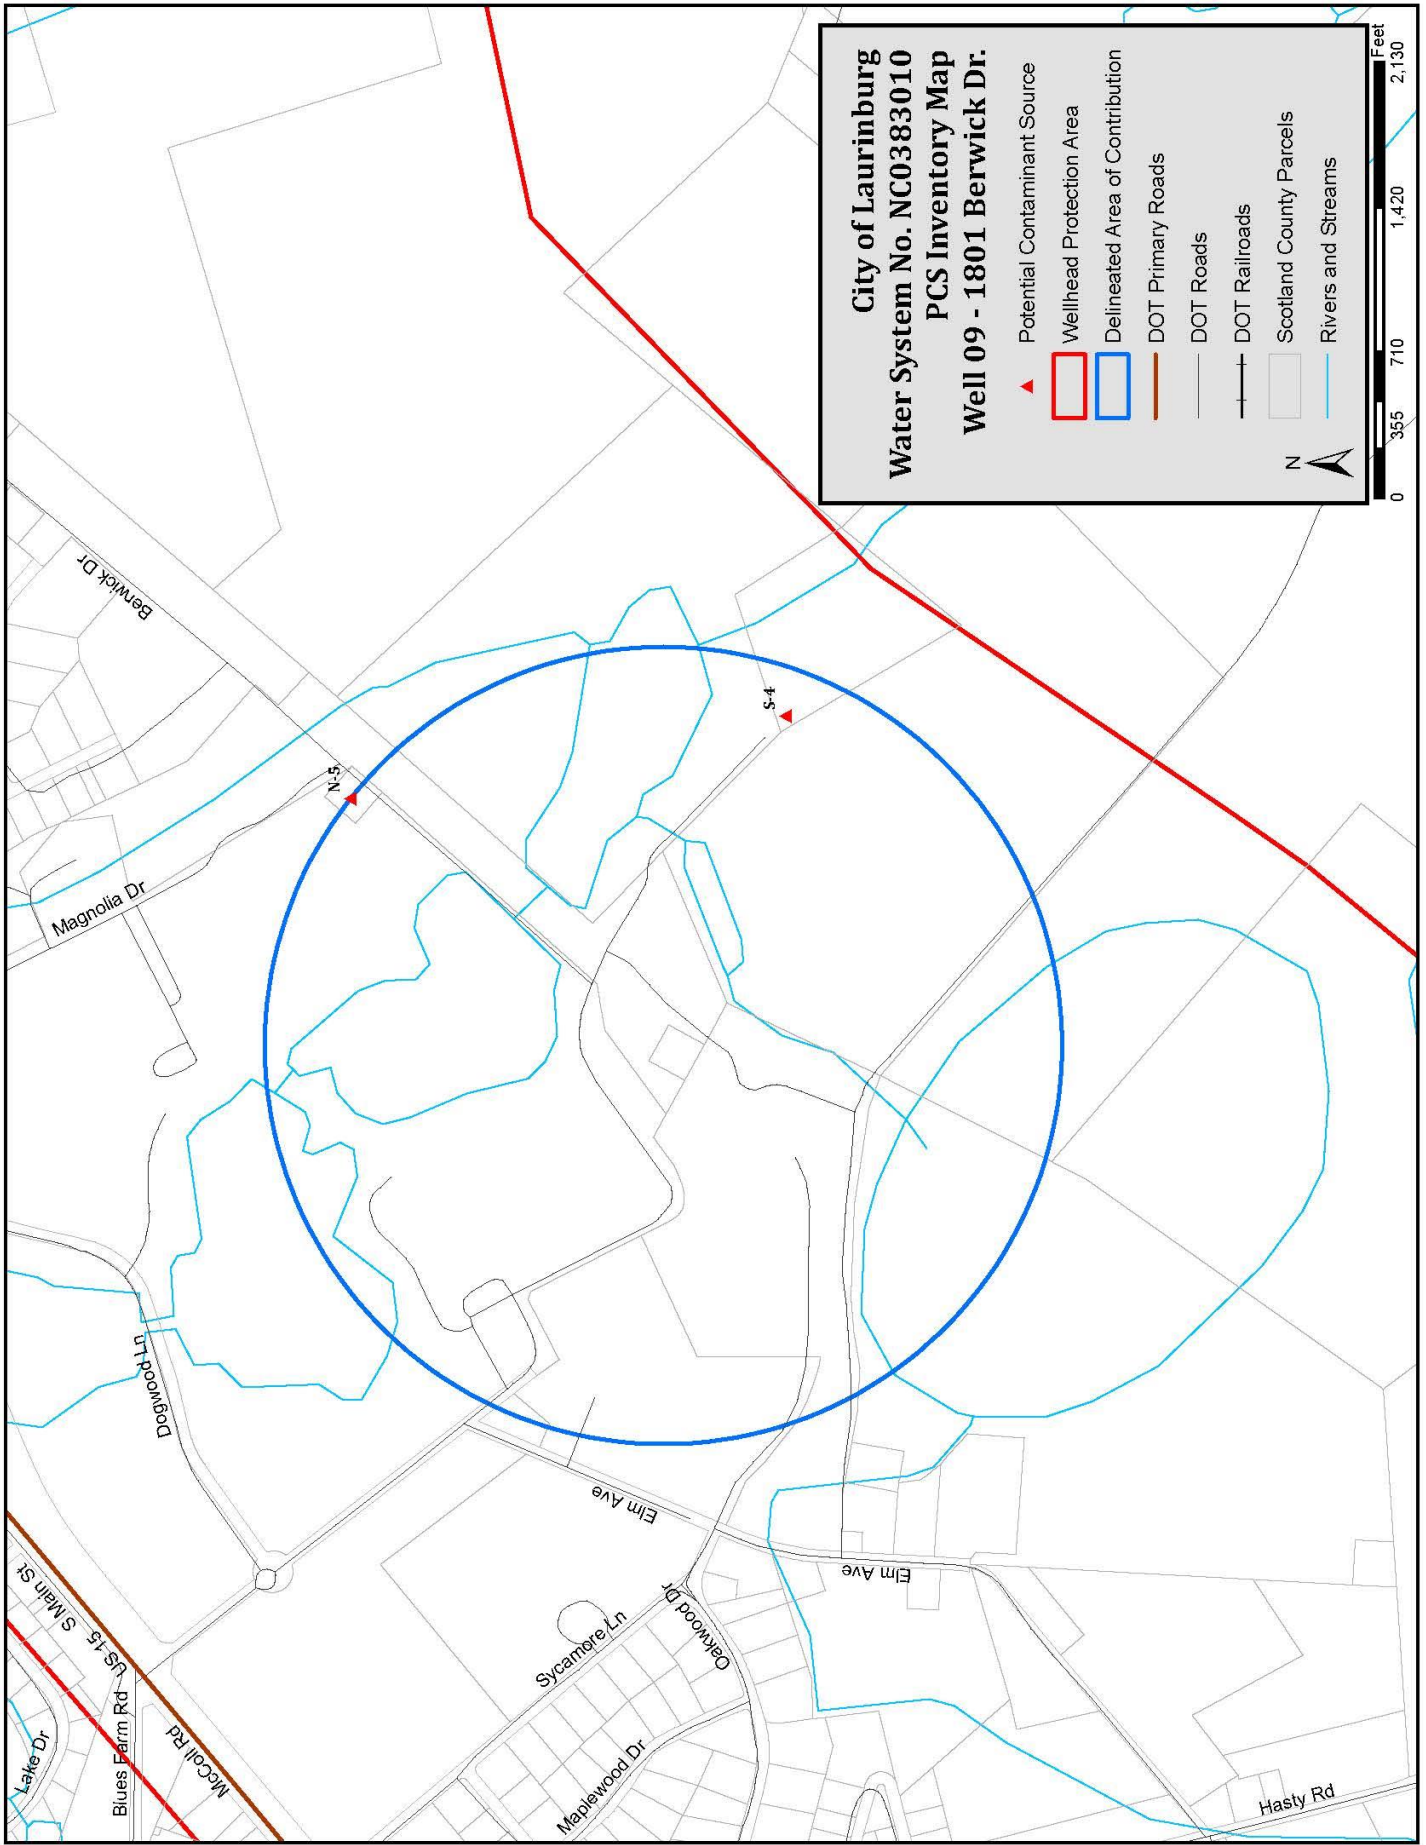 City of Laurinburg
Water System No. NC0383010
PCS Inventory Map
Well 09 - 1801 Berwick Dr.
Potential Contaminant Source
Wellhead Protection Area
Delineated Area of Contribution
DOT Primary Roads
DOT Roads
DOT Railroads
Scotland County Parcels
Rivers and Streams
N
0 355 710 1,420 2,130
Feet
Lake Dr
Blues Farm Rd
McColl Rd
US 15
S Main St
Dogwood Ln
Magnolia Dr
Berwick Dr
N-5
S-4
Elm Ave
Sycamore Ln
Oakwood Dr
Maplewood Dr
Elm Ave
Hasty Rd